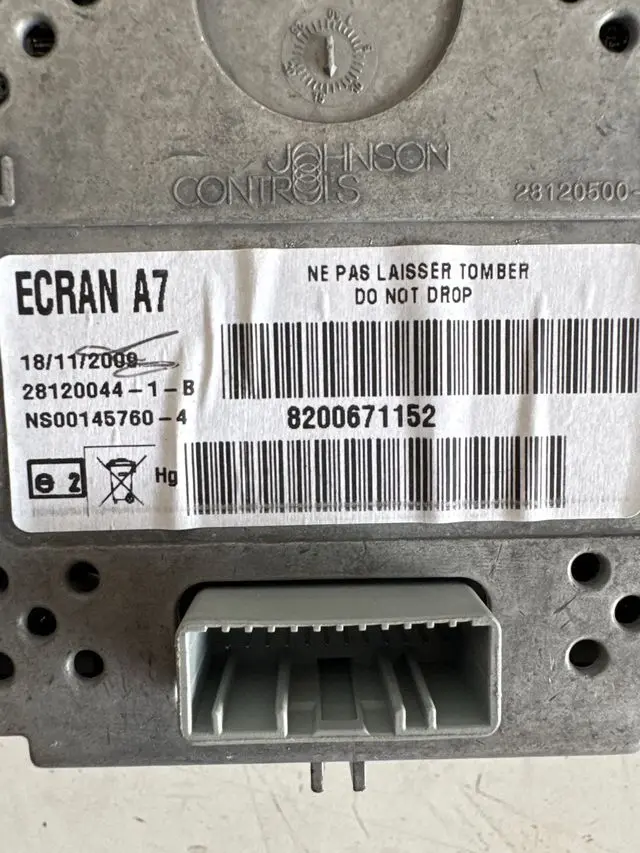 JOHNSON
CONTROLS
28120500-
ECRAN A7
NE PAS LAISSER TOMBER
DO NOT DROP
18/11/2009
28120044-1-B
NS00145760-4
8200671152
2
Hg